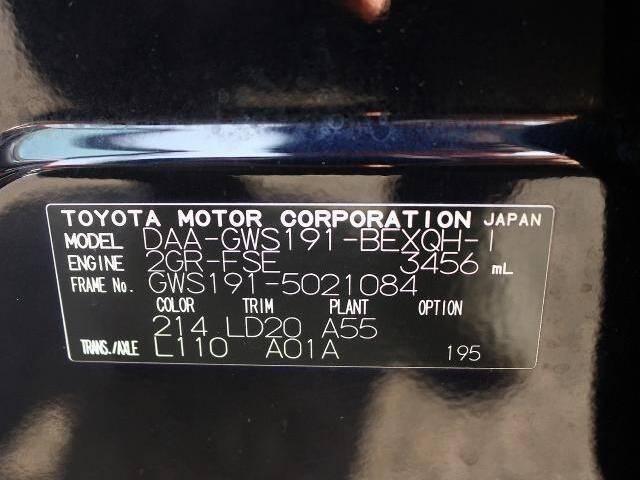 TOYOTA MOTOR CORPORATION JAPAN
MODEL DAA-GWS191-BEXQH-1
ENGINE 2GR-FSE 3456 mL
FRAME No. GWS191-5021084
COLOR TRIM PLANT OPTION
214 LD20 A55
TRANS./AXLE L110 A01A 195